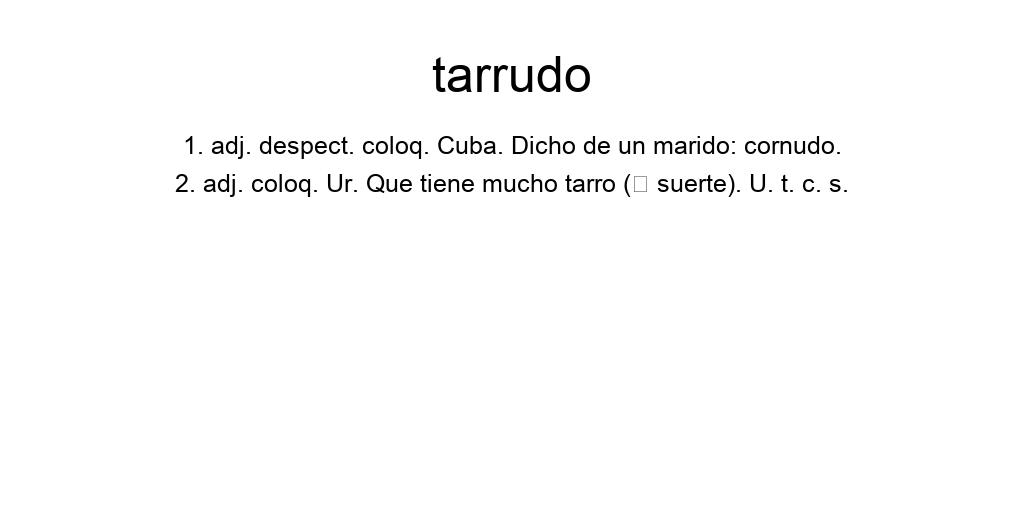 tarrudo
1. adj. despect. coloq. Cuba. Dicho de un marido: cornudo.
2. adj. coloq. Ur. Que tiene mucho tarro (□ suerte). U. t. c. s.